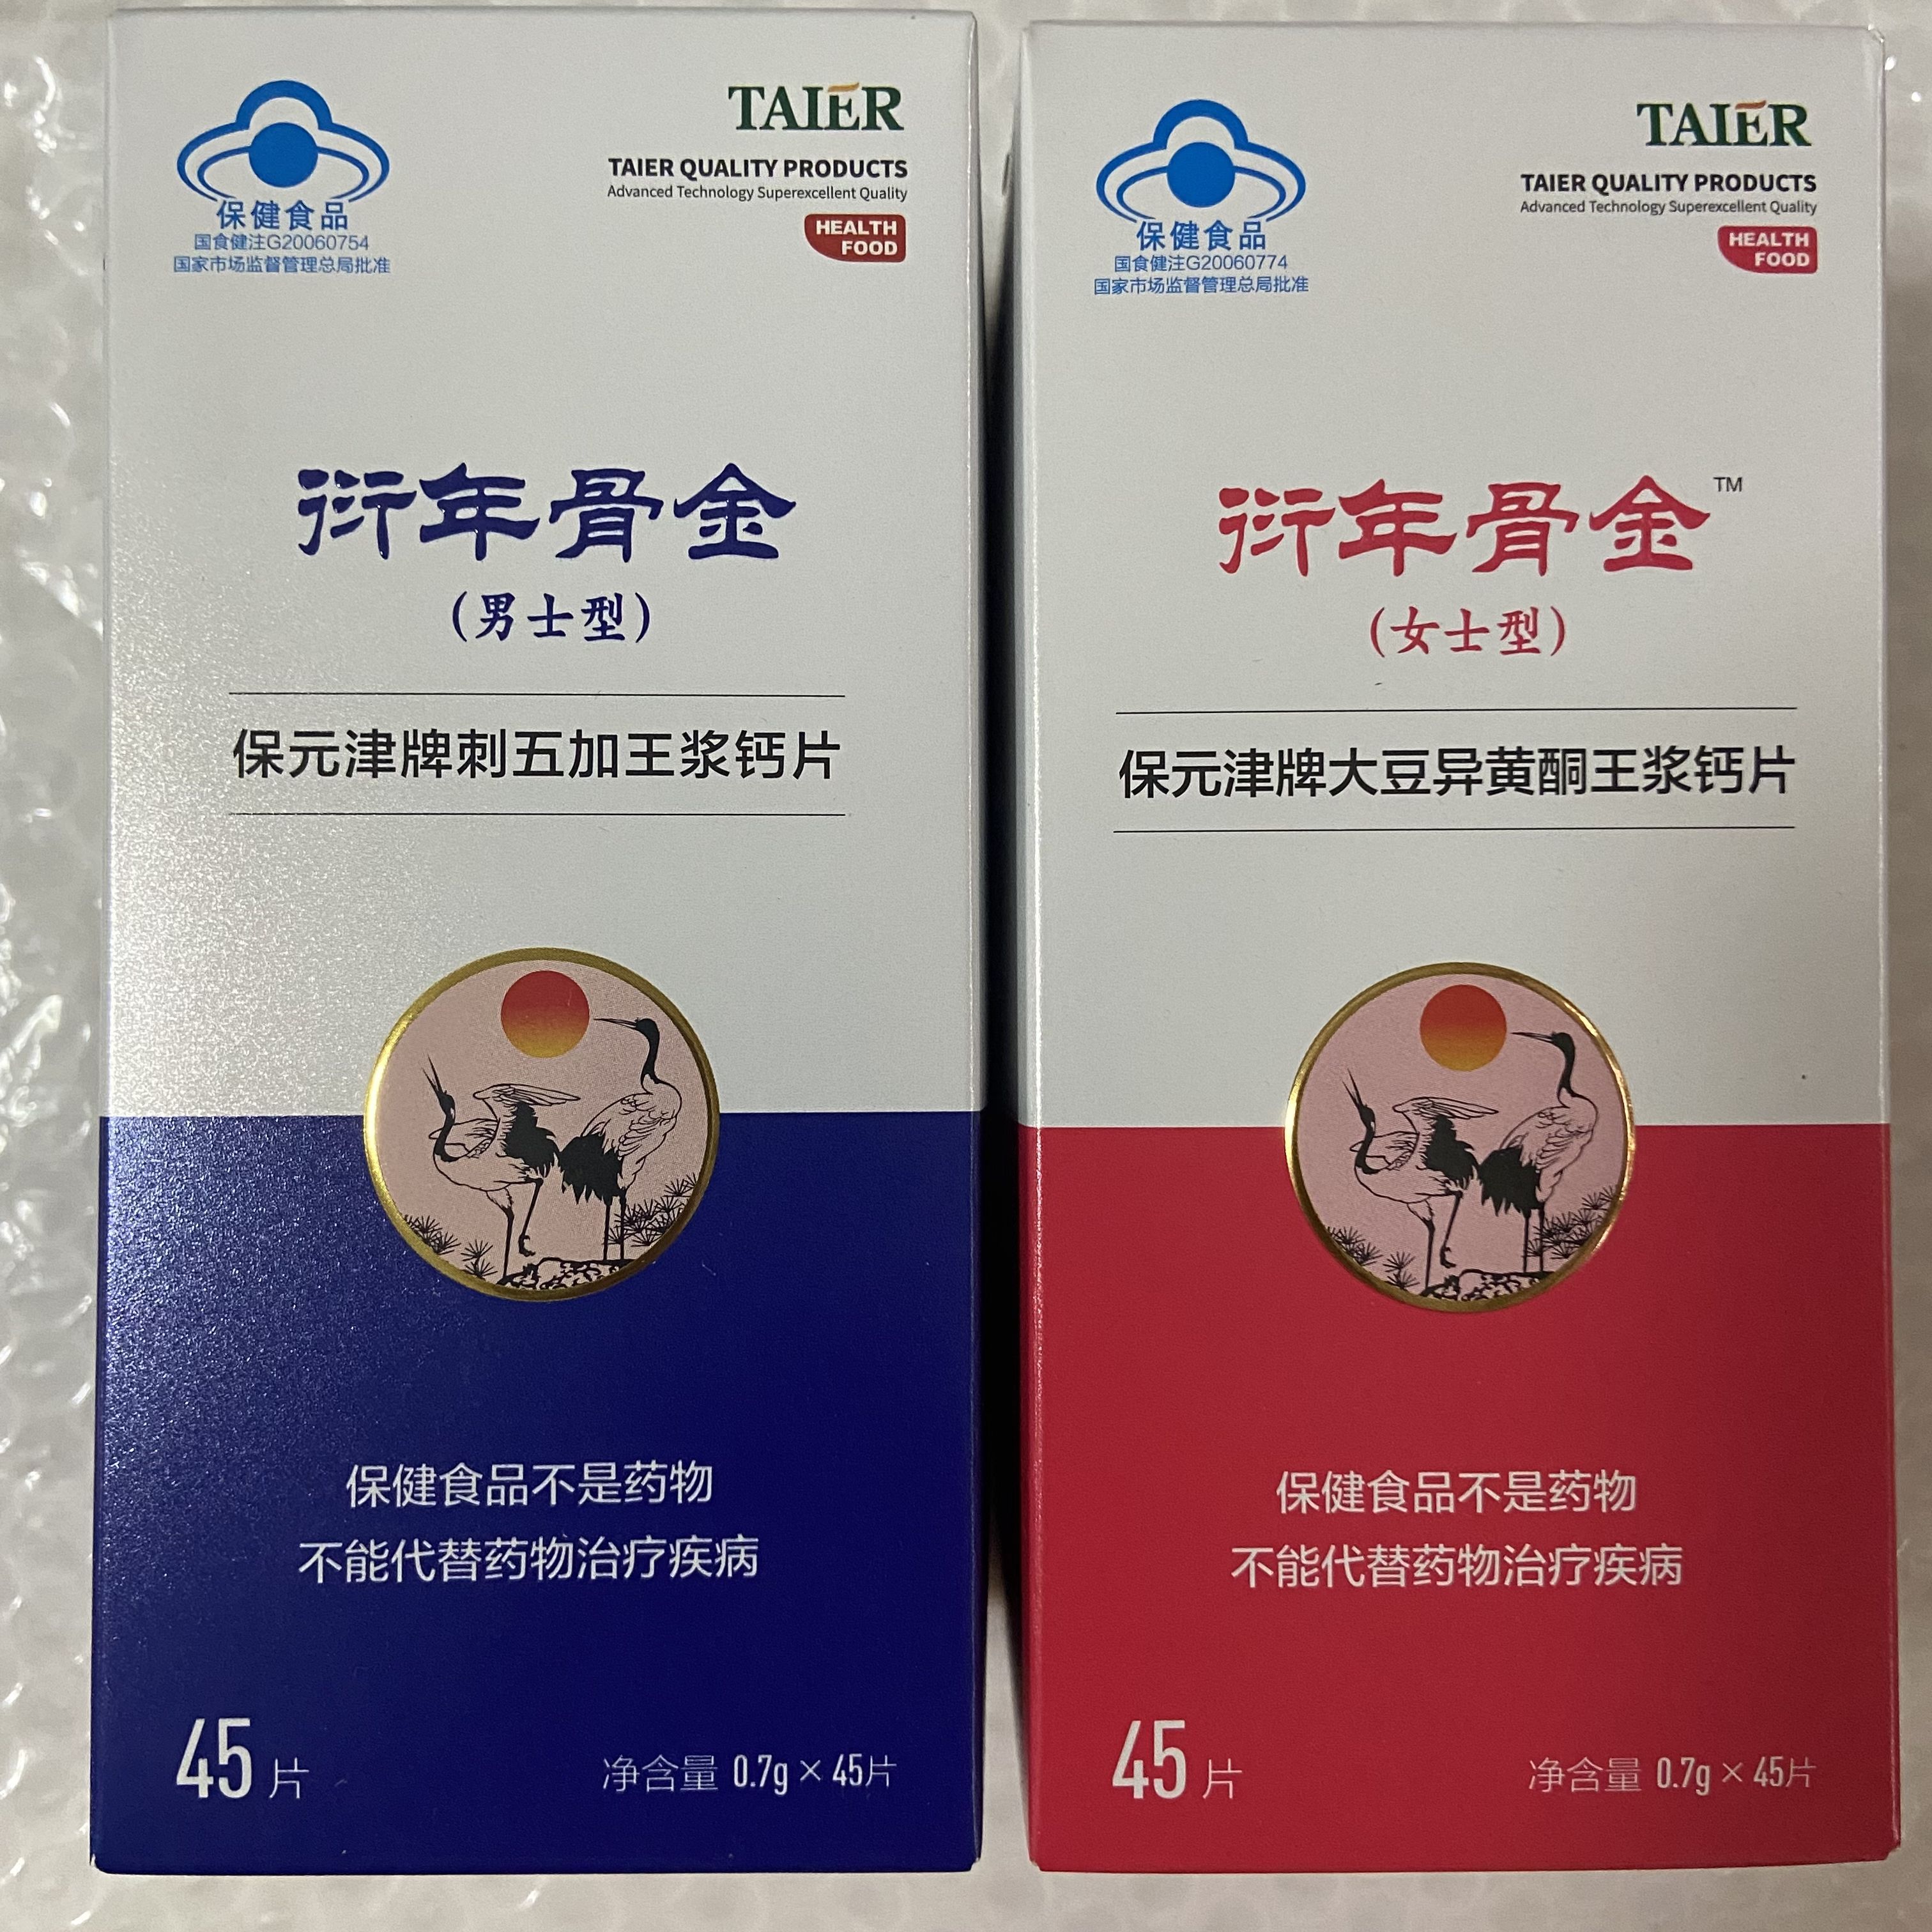 保健食品
国食健注G20060754
国家市场监督管理总局批准
TAIER
TAIER QUALITY PRODUCTS
Advanced Technology Superexcellent Quality
HEALTH
FOOD
衍年骨金
(男士型)
保元津牌刺五加王浆钙片
保健食品不是药物
不能代替药物治疗疾病
45片
净含量 0.7g×45片
保健食品
国食健注G20060774
国家市场监督管理总局批准
TAIER
TAIER QUALITY PRODUCTS
Advanced Technology Superexcellent Quality
HEALTH
FOOD
衍年骨金™
(女士型)
保元津牌大豆异黄酮王浆钙片
保健食品不是药物
不能代替药物治疗疾病
45片
净含量 0.7g×45片